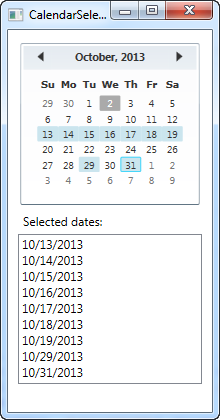 CalendarSele...
October, 2013
Su Mo Tu We Th Fr Sa
29 30 1 2 3 4 5
6 7 8 9 10 11 12
13 14 15 16 17 18 19
20 21 22 23 24 25 26
27 28 29 30 31 1 2
3 4 5 6 7 8 9
Selected dates:
10/13/2013
10/14/2013
10/15/2013
10/16/2013
10/17/2013
10/18/2013
10/19/2013
10/29/2013
10/31/2013